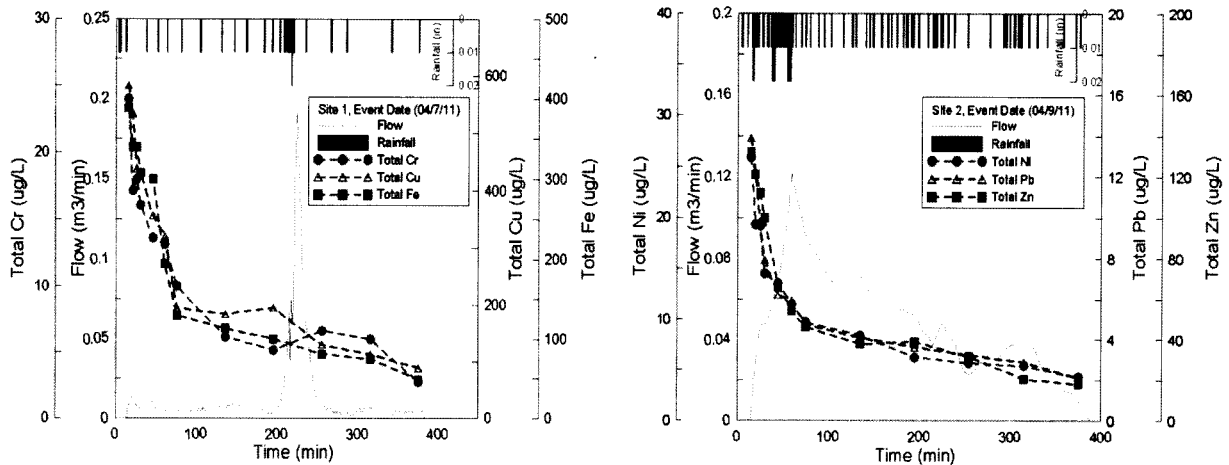 Site 1, Event Date (04/7/11)
Flow
Rainfall
Total Cr
Total Cu
Total Fe
Total Cr (ug/L)
0
10
20
30
Flow (m3/min)
0
0.05
0.1
0.15
0.2
0.25
Rainfall (in)
0
0 01
0 02
Total Cu (ug/L)
0
200
400
600
Total Fe (ug/L)
0
100
200
300
400
500
0
100
200
300
400
Time (min)
Site 2, Event Date (04/9/11)
Flow
Rainfall
Total Ni
Total Pb
Total Zn
Total Ni (ug/L)
0
10
20
30
40
Flow (m3/min)
0
0.04
0.08
0.12
0.16
0.2
Rainfall (in)
0
0 01
0 02
Total Pb (ug/L)
0
4
8
12
16
20
Total Zn (ug/L)
0
40
80
120
160
200
0
100
200
300
400
Time (min)